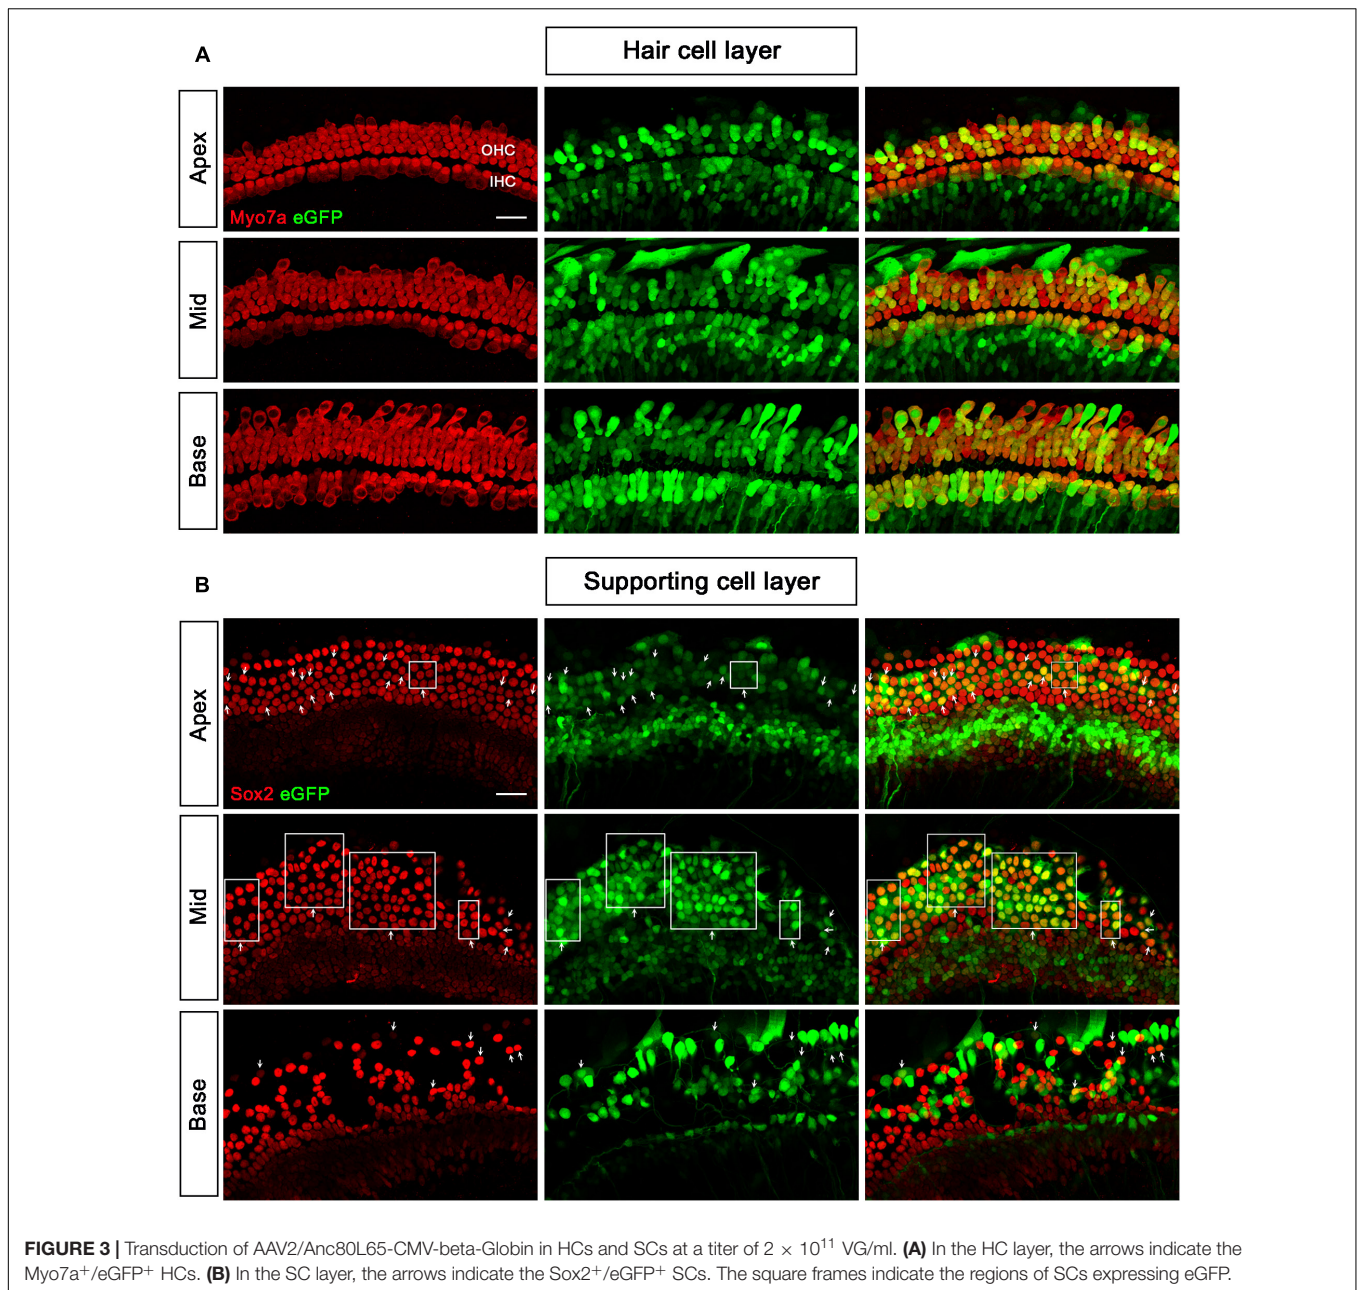 A
Hair cell layer
Apex
OHC
IHC
Myo7a eGFP
Mid
Base
B
Supporting cell layer
Apex
Sox2 eGFP
Mid
Base
FIGURE 3 | Transduction of AAV2/Anc80L65-CMV-beta-Globin in HCs and SCs at a titer of 2 × 10¹¹ VG/ml. (A) In the HC layer, the arrows indicate the
Myo7a⁺/eGFP⁺ HCs. (B) In the SC layer, the arrows indicate the Sox2⁺/eGFP⁺ SCs. The square frames indicate the regions of SCs expressing eGFP.